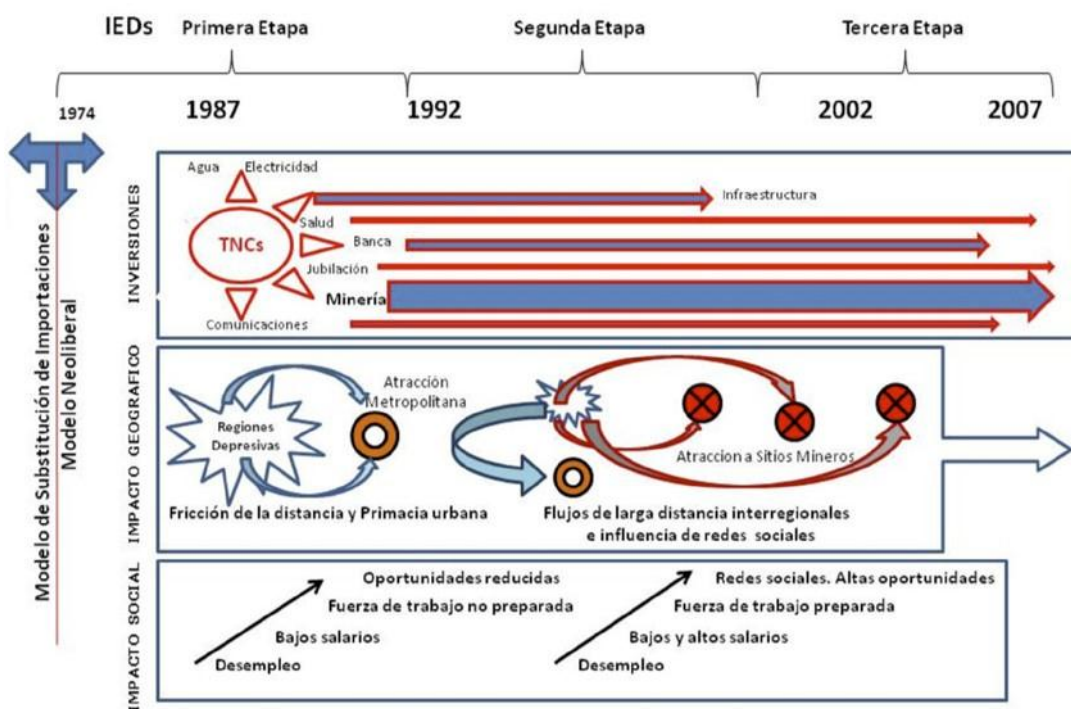 IEDs
Primera Etapa
Segunda Etapa
Tercera Etapa
1974
1987
1992
2002
2007
Modelo de Substitución de Importaciones
Modelo Neoliberal
INVERSIONES
Agua
Electricidad
Infraestructura
Salud
TNCs
Banca
Jubilación
Minería
Comunicaciones
IMPACTO GEOGRAFICO
Atracción
Metropolitana
Regiones
Depresivas
Atraccion a Sitios Mineros
Fricción de la distancia y Primacia urbana
Flujos de larga distancia interregionales
e influencia de redes sociales
IMPACTO SOCIAL
Oportunidades reducidas
Fuerza de trabajo no preparada
Bajos salarios
Desempleo
Redes sociales. Altas oportunidades
Fuerza de trabajo preparada
Bajos y altos salarios
Desempleo